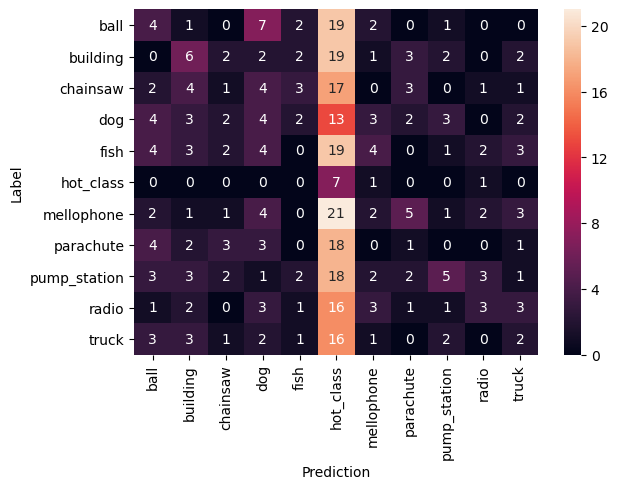 ball 4 1 0 7 2 19 2 0 1 0 0
building 0 6 2 2 2 19 1 3 2 0 2
chainsaw 2 4 1 4 3 17 0 3 0 1 1
dog 4 3 2 4 2 13 3 2 3 0 2
fish 4 3 2 4 0 19 4 0 1 2 3
hot_class 0 0 0 0 0 7 1 0 0 1 0
mellophone 2 1 1 4 0 21 2 5 1 2 3
parachute 4 2 3 3 0 18 0 1 0 0 1
pump_station 3 3 2 1 2 18 2 2 5 3 1
radio 1 2 0 3 1 16 3 1 1 3 3
truck 3 3 1 2 1 16 1 0 2 0 2
ball building chainsaw dog fish hot_class mellophone parachute pump_station radio truck
Prediction
Label
20
16
12
8
4
0